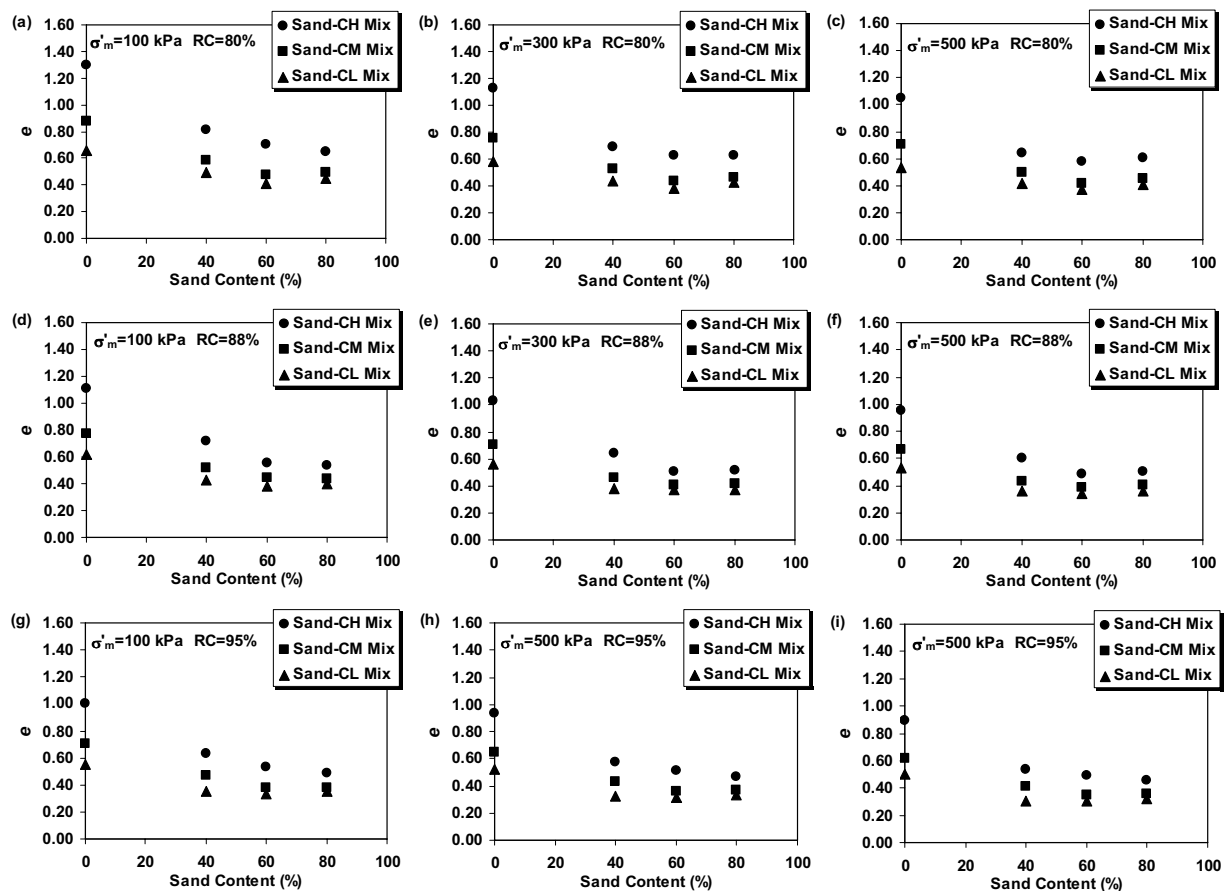 (a)
σ'm=100 kPa RC=80%
Sand-CH Mix
Sand-CM Mix
Sand-CL Mix
1.60
1.40
1.20
1.00
0.80
0.60
0.40
0.20
0.00
e
0 20 40 60 80 100
Sand Content (%)
(b)
σ'm=300 kPa RC=80%
Sand-CH Mix
Sand-CM Mix
Sand-CL Mix
1.60
1.40
1.20
1.00
0.80
0.60
0.40
0.20
0.00
e
0 20 40 60 80 100
Sand Content (%)
(c)
σ'm=500 kPa RC=80%
Sand-CH Mix
Sand-CM Mix
Sand-CL Mix
1.60
1.40
1.20
1.00
0.80
0.60
0.40
0.20
0.00
e
0 20 40 60 80 100
Sand Content (%)
(d)
σ'm=100 kPa RC=88%
Sand-CH Mix
Sand-CM Mix
Sand-CL Mix
1.60
1.40
1.20
1.00
0.80
0.60
0.40
0.20
0.00
e
0 20 40 60 80 100
Sand Content (%)
(e)
σ'm=300 kPa RC=88%
Sand-CH Mix
Sand-CM Mix
Sand-CL Mix
1.60
1.40
1.20
1.00
0.80
0.60
0.40
0.20
0.00
e
0 20 40 60 80 100
Sand Content (%)
(f)
σ'm=500 kPa RC=88%
Sand-CH Mix
Sand-CM Mix
Sand-CL Mix
1.60
1.40
1.20
1.00
0.80
0.60
0.40
0.20
0.00
e
0 20 40 60 80 100
Sand Content (%)
(g)
σ'm=100 kPa RC=95%
Sand-CH Mix
Sand-CM Mix
Sand-CL Mix
1.60
1.40
1.20
1.00
0.80
0.60
0.40
0.20
0.00
e
0 20 40 60 80 100
Sand Content (%)
(h)
σ'm=500 kPa RC=95%
Sand-CH Mix
Sand-CM Mix
Sand-CL Mix
1.60
1.40
1.20
1.00
0.80
0.60
0.40
0.20
0.00
e
0 20 40 60 80 100
Sand Content (%)
(i)
σ'm=500 kPa RC=95%
Sand-CH Mix
Sand-CM Mix
Sand-CL Mix
1.60
1.40
1.20
1.00
0.80
0.60
0.40
0.20
0.00
e
0 20 40 60 80 100
Sand Content (%)